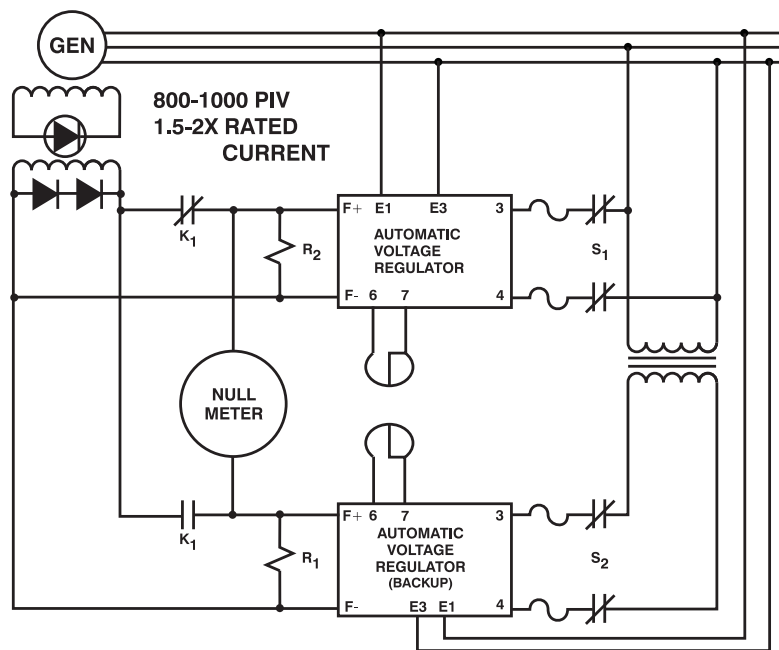 GEN
800-1000 PIV
1.5-2X RATED
CURRENT
K1
R2
F+ E1 E3 3
AUTOMATIC
VOLTAGE
REGULATOR
F- 6 7 4
S1
NULL
METER
K1
R1
F+ 6 7 3
AUTOMATIC
VOLTAGE
REGULATOR
(BACKUP)
F- E3 E1 4
S2